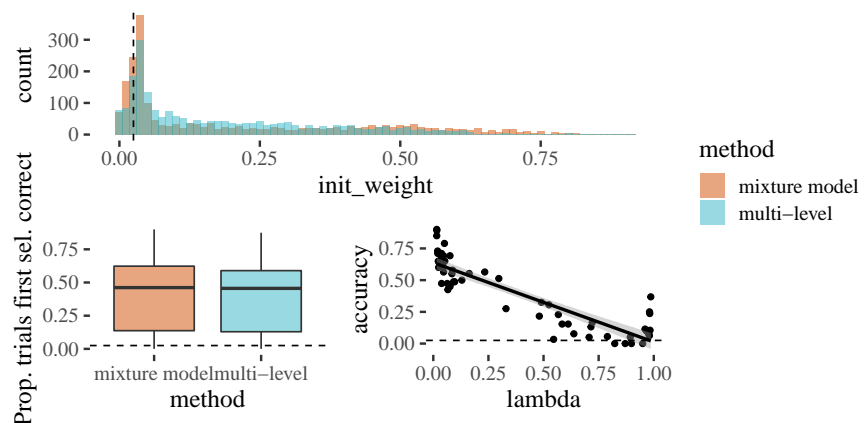 count
300
200
100
0
0.00 0.25 0.50 0.75
init_weight
method
mixture model
multi−level
Prop. trials first sel. correct
0.75
0.50
0.25
0.00
mixture model multi−level
method
accuracy
0.75
0.50
0.25
0.00
0.00 0.25 0.50 0.75 1.00
lambda